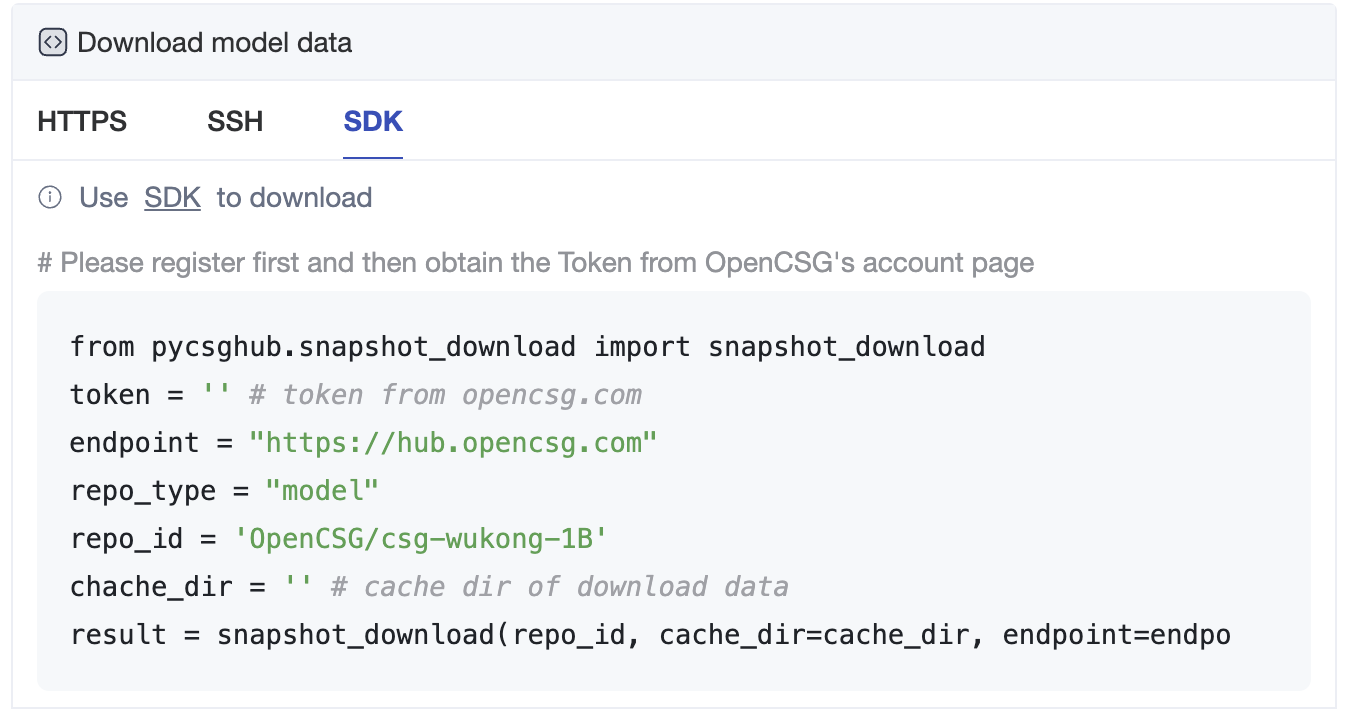 Download model data
HTTPS SSH SDK
Use SDK to download
# Please register first and then obtain the Token from OpenCSG's account page
from pycsghub.snapshot_download import snapshot_download
token = '' # token from opencsg.com
endpoint = "https://hub.opencsg.com"
repo_type = "model"
repo_id = 'OpenCSG/csg-wukong-1B'
chache_dir = '' # cache dir of download data
result = snapshot_download(repo_id, cache_dir=cache_dir, endpoint=endpo